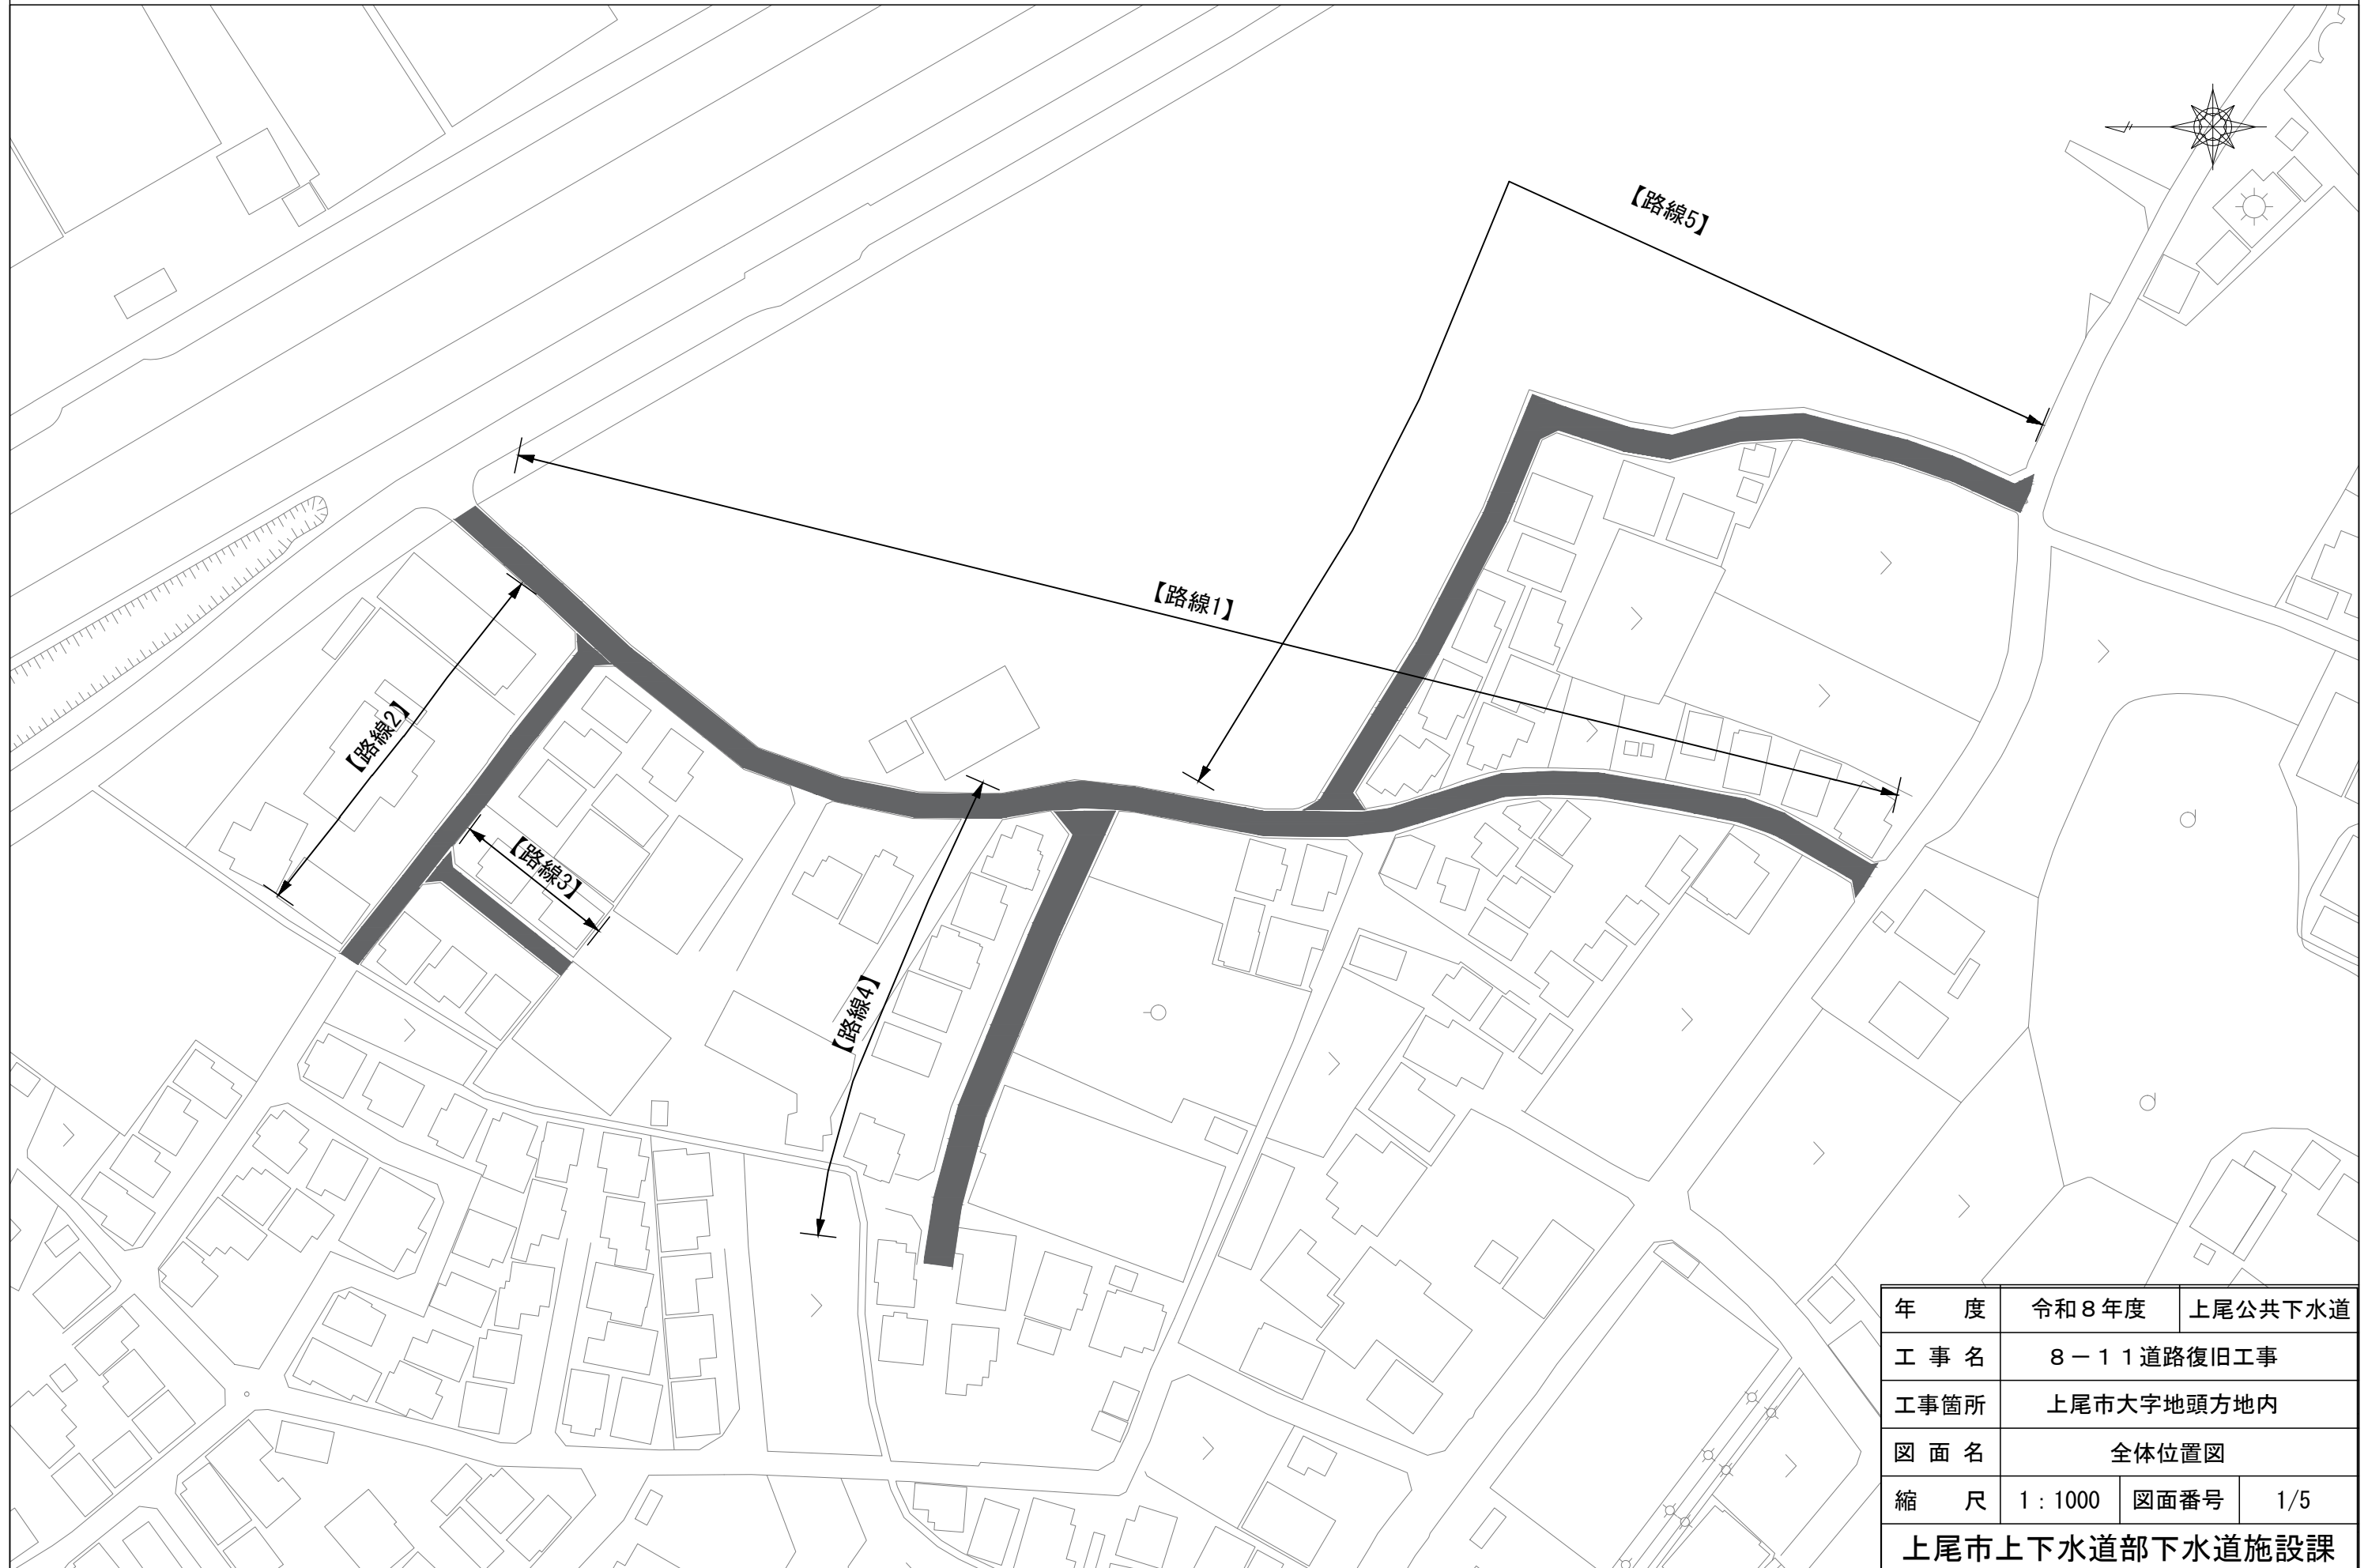 【路線5】
【路線1】
【路線2】
【路線3】
【路線4】
年 度 令和8年度 上尾公共下水道
工 事 名 8-11道路復旧工事
工事箇所 上尾市大字地頭方地内
図 面 名 全体位置図
縮 尺 1:1000 図面番号 1/5
上尾市上下水道部下水道施設課